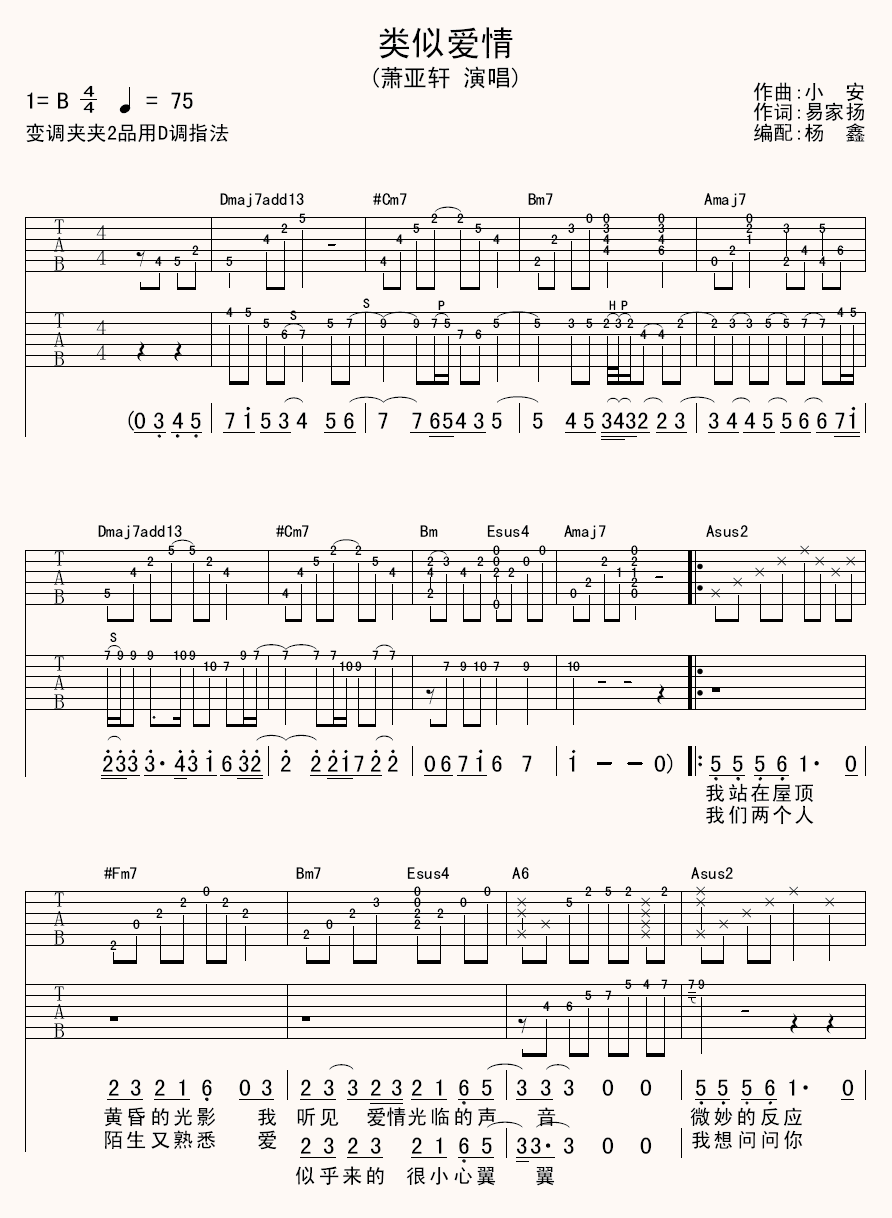 类似爱情
(萧亚轩 演唱)
1= B 4/4 ♩ = 75
作曲:小 安
作词:易家扬
变调夹夹2品用D调指法
编配:杨 鑫
Dmaj7add13 #Cm7 Bm7 Amaj7
S S P H P
(0 3 4 5 7 1 5 3 4 5 6 7 7 6 5 4 3 5 5 4 5 3 4 3 2 2 3 3 4 4 5 5 6 6 7 1
Dmaj7add13 #Cm7 Bm Esus4 Amaj7 Asus2
S
2 3 3 3· 4 3 1 6 3 2 2 2 2 1 7 2 2 0 6 7 1 6 7 1 – – 0) 5 5 5 6 1· 0
我站在屋顶
我们两个人
#Fm7 Bm7 Esus4 A6 Asus2
2 3 2 1 6 0 3 2 3 3 2 3 2 1 6 5 3 3 3 0 0 5 5 5 6 1· 0
黄昏的光影 我 听见 爱情光临的声 音 微妙的反应
陌生又熟悉 爱 2 3 2 3 2 1 6 5 3 3· 3 0 0 我想问问你
似乎来的 很小心翼 翼